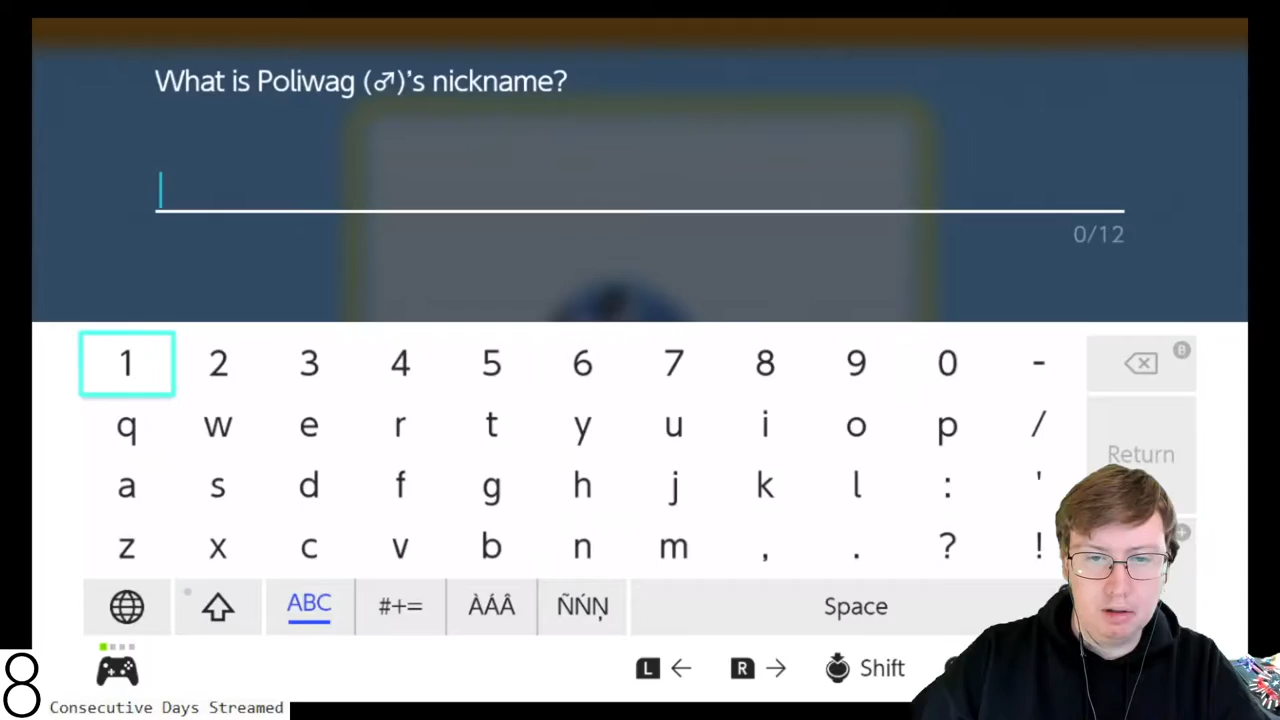 What is Poliwag (♂)'s nickname?
0/12
1 2 3 4 5 6 7 8 9 0 -
B
q w e r t y u i o p /
Return
a s d f g h j k l : '
z x c v b n m , . ? !
ABC #+= ÀÁÂ ÑŃŅ Space
L ← R → Shift
8 Consecutive Days Streamed